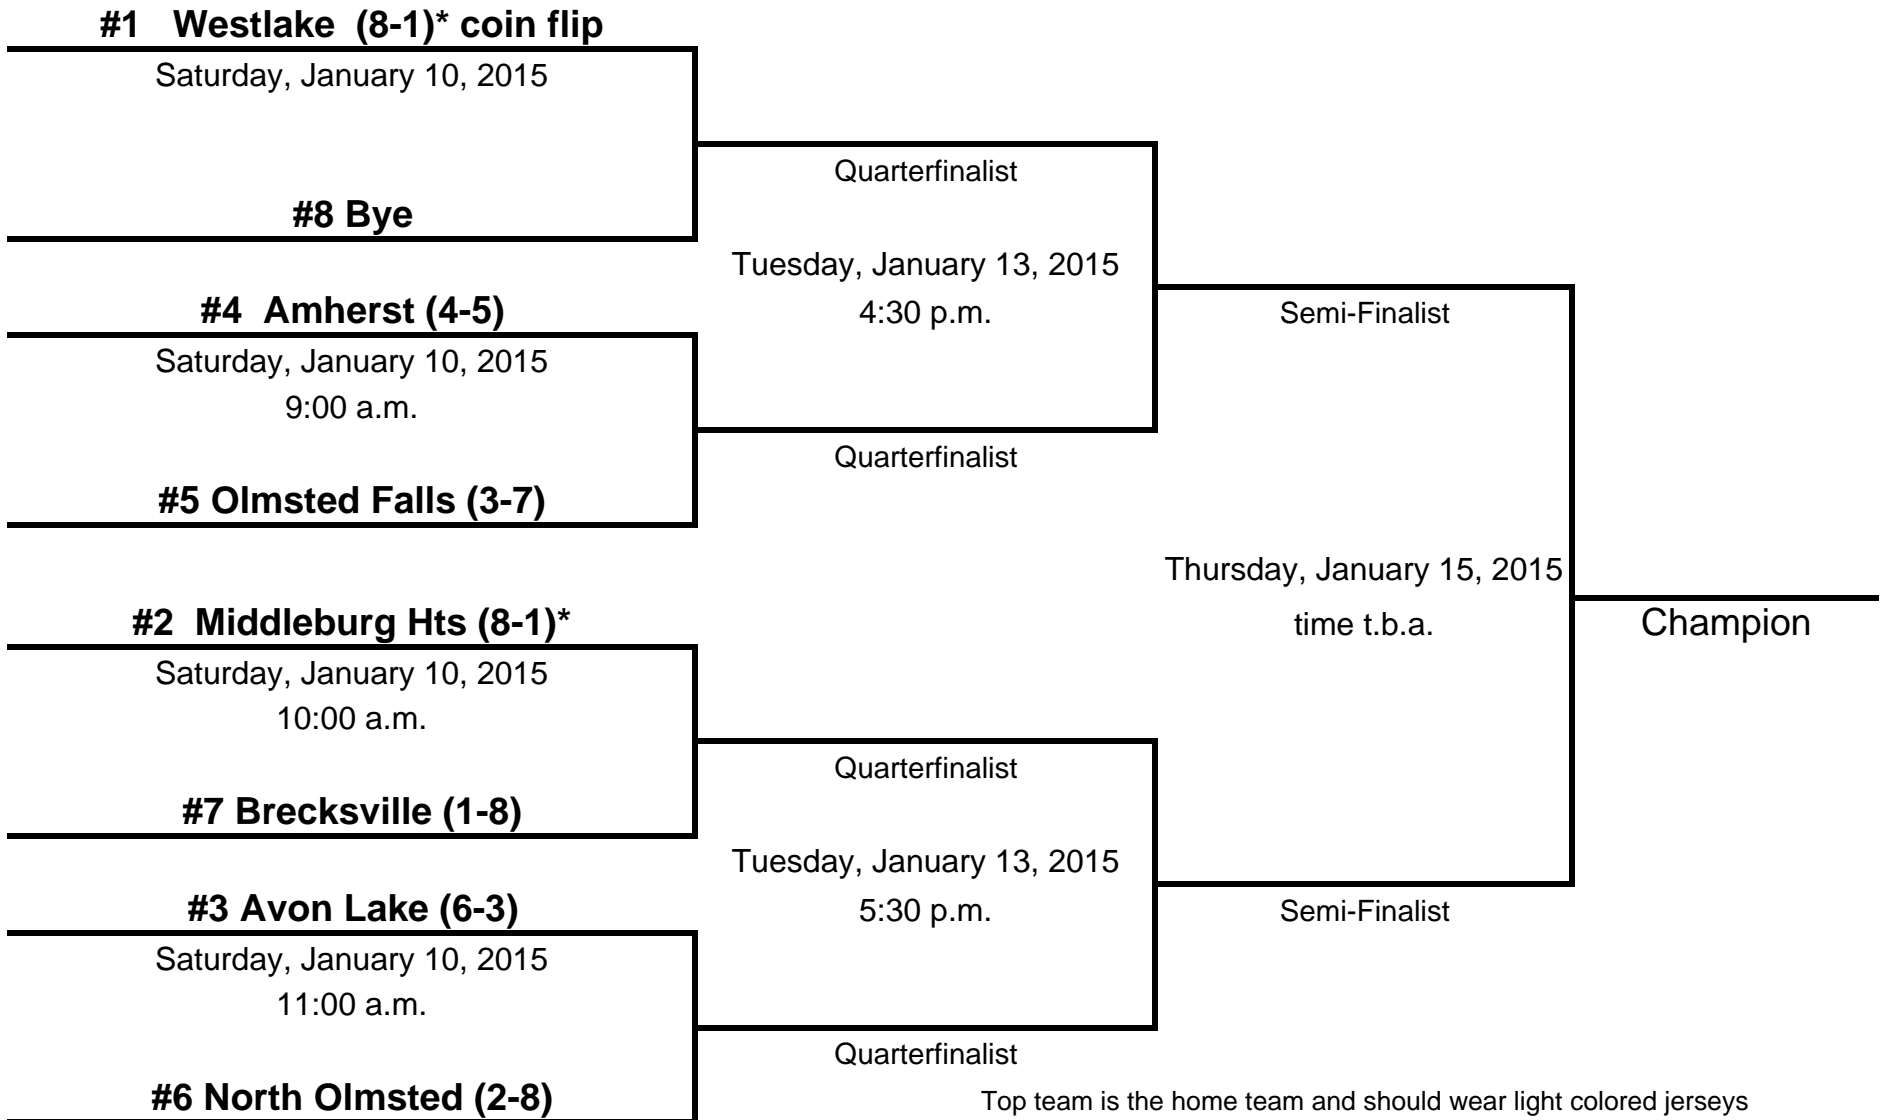 #1 Westlake (8-1)* coin flip
Saturday, January 10, 2015
Quarterfinalist
#8 Bye
Tuesday, January 13, 2015
4:30 p.m.
#4 Amherst (4-5)
Semi-Finalist
Saturday, January 10, 2015
9:00 a.m.
Quarterfinalist
#5 Olmsted Falls (3-7)
Thursday, January 15, 2015
time t.b.a.
Champion
#2 Middleburg Hts (8-1)*
Saturday, January 10, 2015
10:00 a.m.
Quarterfinalist
#7 Brecksville (1-8)
Tuesday, January 13, 2015
5:30 p.m.
#3 Avon Lake (6-3)
Semi-Finalist
Saturday, January 10, 2015
11:00 a.m.
Quarterfinalist
#6 North Olmsted (2-8)
Top team is the home team and should wear light colored jerseys